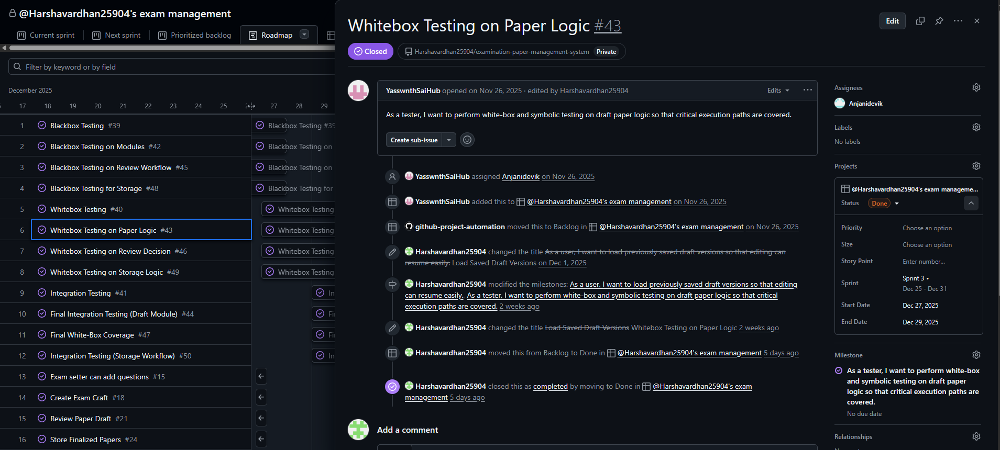 @Harshavardhan25904's exam management
Current sprint
Next sprint
Prioritized backlog
Roadmap
Filter by keyword or by field
December 2025
17 18 19 20 21 22 23 24 25 27 28 29
1 Blackbox Testing #39
Blackbox Testing #39
2 Blackbox Testing on Modules #42
Blackbox Testing on
3 Blackbox Testing on Review Workflow #45
Blackbox Testing on
4 Blackbox Testing for Storage #48
Blackbox Testing for
5 Whitebox Testing #40
Whitebox Testing
6 Whitebox Testing on Paper Logic #43
Whitebox Testing
7 Whitebox Testing on Review Decision #46
Whitebox Testing
8 Whitebox Testing on Storage Logic #49
Whitebox Testing
9 Integration Testing #41
In
10 Final Integration Testing (Draft Module) #44
Fi
11 Final White-Box Coverage #47
Fi
12 Integration Testing (Storage Workflow) #50
In
13 Exam setter can add questions #15
14 Create Exam Craft #18
15 Review Paper Draft #21
16 Store Finalized Papers #24
Whitebox Testing on Paper Logic #43
Edit
Closed
Harshavardhan25904/examination-paper-management-system Private
YasswnthSaiHub opened on Nov 26, 2025 · edited by Harshavardhan25904
Edits
As a tester, I want to perform white-box and symbolic testing on draft paper logic so that critical execution paths are covered.
Create sub-issue
YasswnthSaiHub assigned Anjanidevik on Nov 26, 2025
YasswnthSaiHub added this to @Harshavardhan25904's exam management on Nov 26, 2025
github-project-automation moved this to Backlog in @Harshavardhan25904's exam management on Nov 26, 2025
Harshavardhan25904 changed the title As a user, I want to load previously saved draft versions so that editing can
resume easily. Load Saved Draft Versions on Dec 1, 2025
Harshavardhan25904 modified the milestones: As a user, I want to load previously saved draft versions so that editing
can resume easily., As a tester, I want to perform white-box and symbolic testing on draft paper logic so that critical
execution paths are covered. 2 weeks ago
Harshavardhan25904 changed the title Load Saved Draft Versions Whitebox Testing on Paper Logic 2 weeks ago
Harshavardhan25904 moved this from Backlog to Done in @Harshavardhan25904's exam management 5 days ago
Harshavardhan25904 closed this as completed by moving to Done in @Harshavardhan25904's exam
management 5 days ago
Add a comment
Assignees
Anjanidevik
Labels
No labels
Projects
@Harshavardhan25904's exam manageme...
Status Done
Priority Choose an option
Size Choose an option
Story Point Enter number...
Sprint Sprint 3 •
Dec 25 - Dec 31
Start Date Dec 27, 2025
End Date Dec 29, 2025
Milestone
As a tester, I want to perform white-box
and symbolic testing on draft paper
logic so that critical execution paths are
covered.
No due date
Relationships